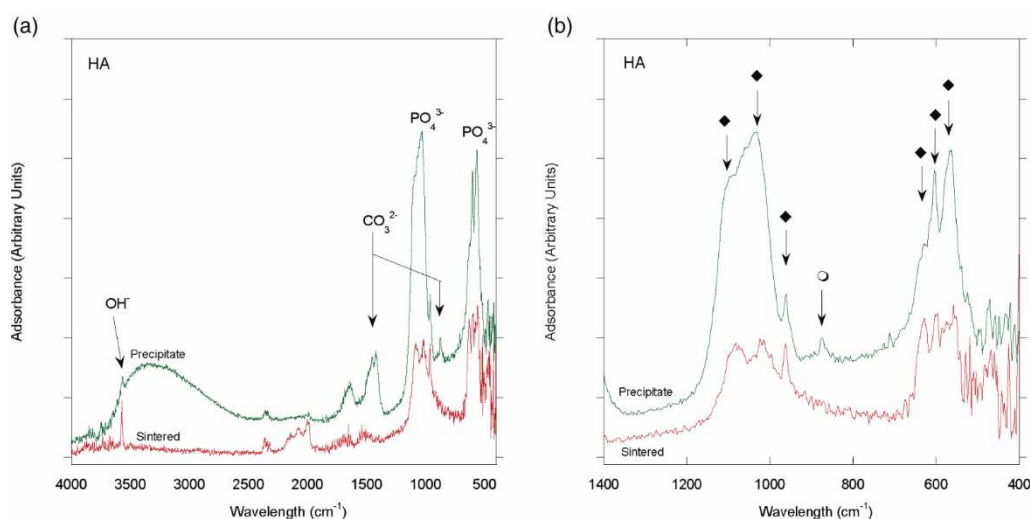 (a)
HA
PO₄³⁻
PO₄³⁻
CO₃²⁻
OH⁻
Precipitate
Sintered
Adsorbance (Arbitrary Units)
4000 3500 3000 2500 2000 1500 1000 500
Wavelength (cm⁻¹)
(b)
HA
Precipitate
Sintered
Adsorbance (Arbitrary Units)
1400 1200 1000 800 600 400
Wavelength (cm⁻¹)